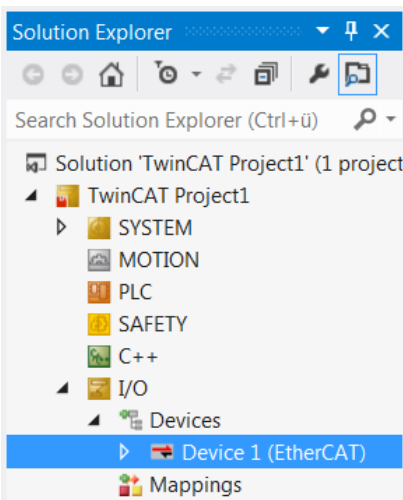 Solution Explorer
Search Solution Explorer (Ctrl+ü)
Solution 'TwinCAT Project1' (1 project
TwinCAT Project1
SYSTEM
MOTION
PLC
SAFETY
C++
I/O
Devices
Device 1 (EtherCAT)
Mappings